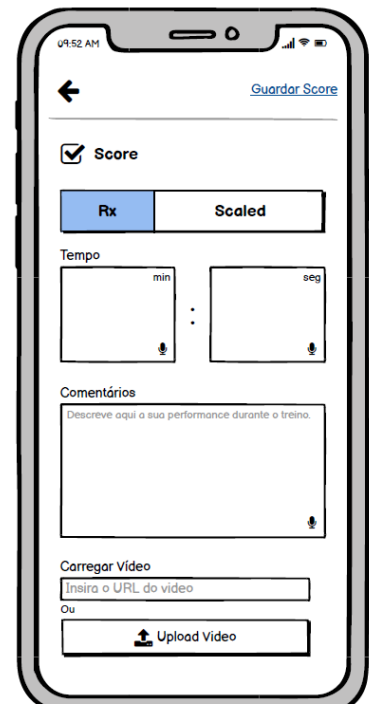 09:52 AM
Guardar Score
Score
Rx Scaled
Tempo
min seg
:
Comentários
Descreve aqui a sua performance durante o treino.
Carregar Vídeo
Insira o URL do video
Ou
Upload Video